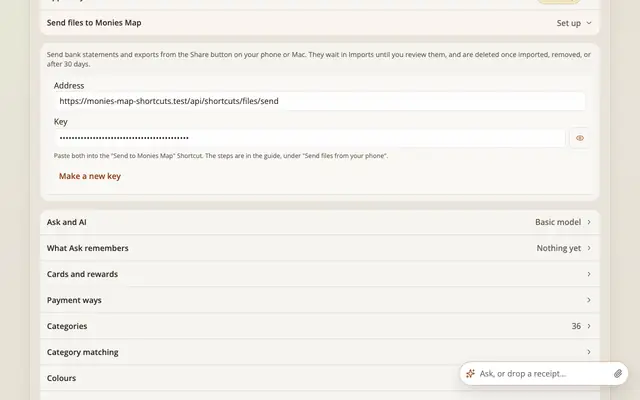 Send files to Monies Map
Set up
Send bank statements and exports from the Share button on your phone or Mac. They wait in Imports until you review them, and are deleted once imported, removed, or
after 30 days.
Address
https://monies-map-shortcuts.test/api/shortcuts/files/send
Key
••••••••••••••••••••••••••••••••••••••••••••
Paste both into the "Send to Monies Map" Shortcut. The steps are in the guide, under "Send files from your phone".
Make a new key
Ask and AI
Basic model
What Ask remembers
Nothing yet
Cards and rewards
Payment ways
Categories
36
Category matching
Colours
Ask, or drop a receipt...